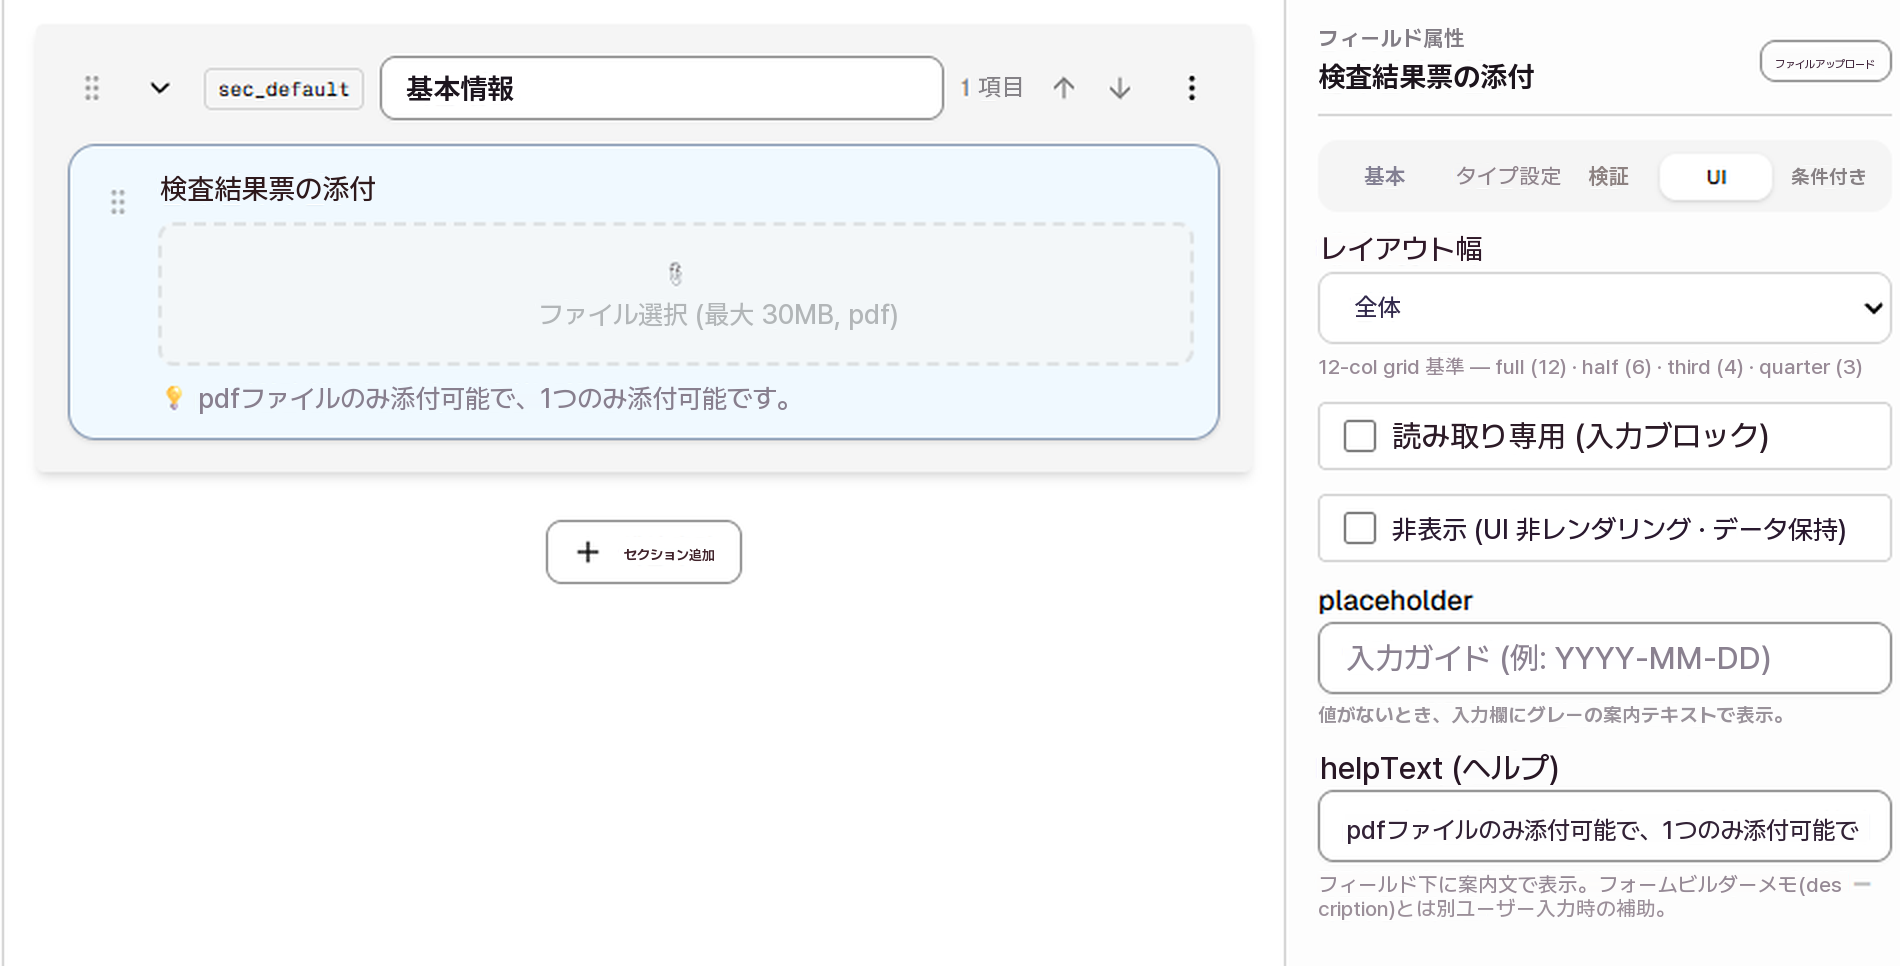 sec_default
基本情報
1 項目
検査結果票の添付
ファイル選択 (最大 30MB, pdf)
pdfファイルのみ添付可能で、1つのみ添付可能です。
セクション追加
フィールド属性
検査結果票の添付
ファイルアップロード
基本 タイプ設定 検証 UI 条件付き
レイアウト幅
全体
12-col grid 基準 — full (12) · half (6) · third (4) · quarter (3)
読み取り専用 (入力ブロック)
非表示 (UI 非レンダリング · データ保持)
placeholder
入力ガイド (例: YYYY-MM-DD)
値がないとき、入力欄にグレーの案内テキストで表示。
helpText (ヘルプ)
pdfファイルのみ添付可能で、1つのみ添付可能で
フィールド下に案内文で表示。フォームビルダーメモ(des –
cription)とは別ユーザー入力時の補助。